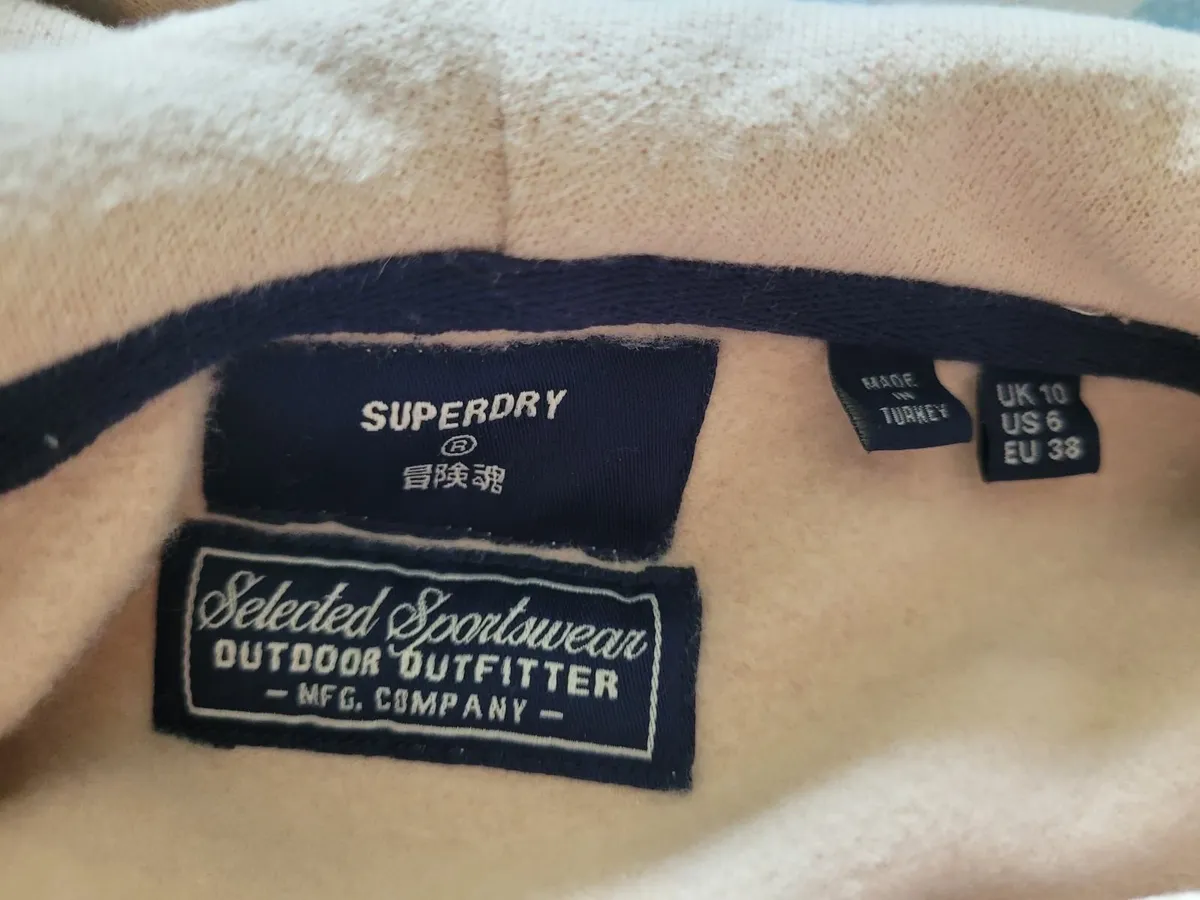 SUPERDRY
®
冒険魂
Selected Sportswear
OUTDOOR OUTFITTER
- MFG. COMPANY -
MADE
IN
TURKEY
UK 10
US 6
EU 38